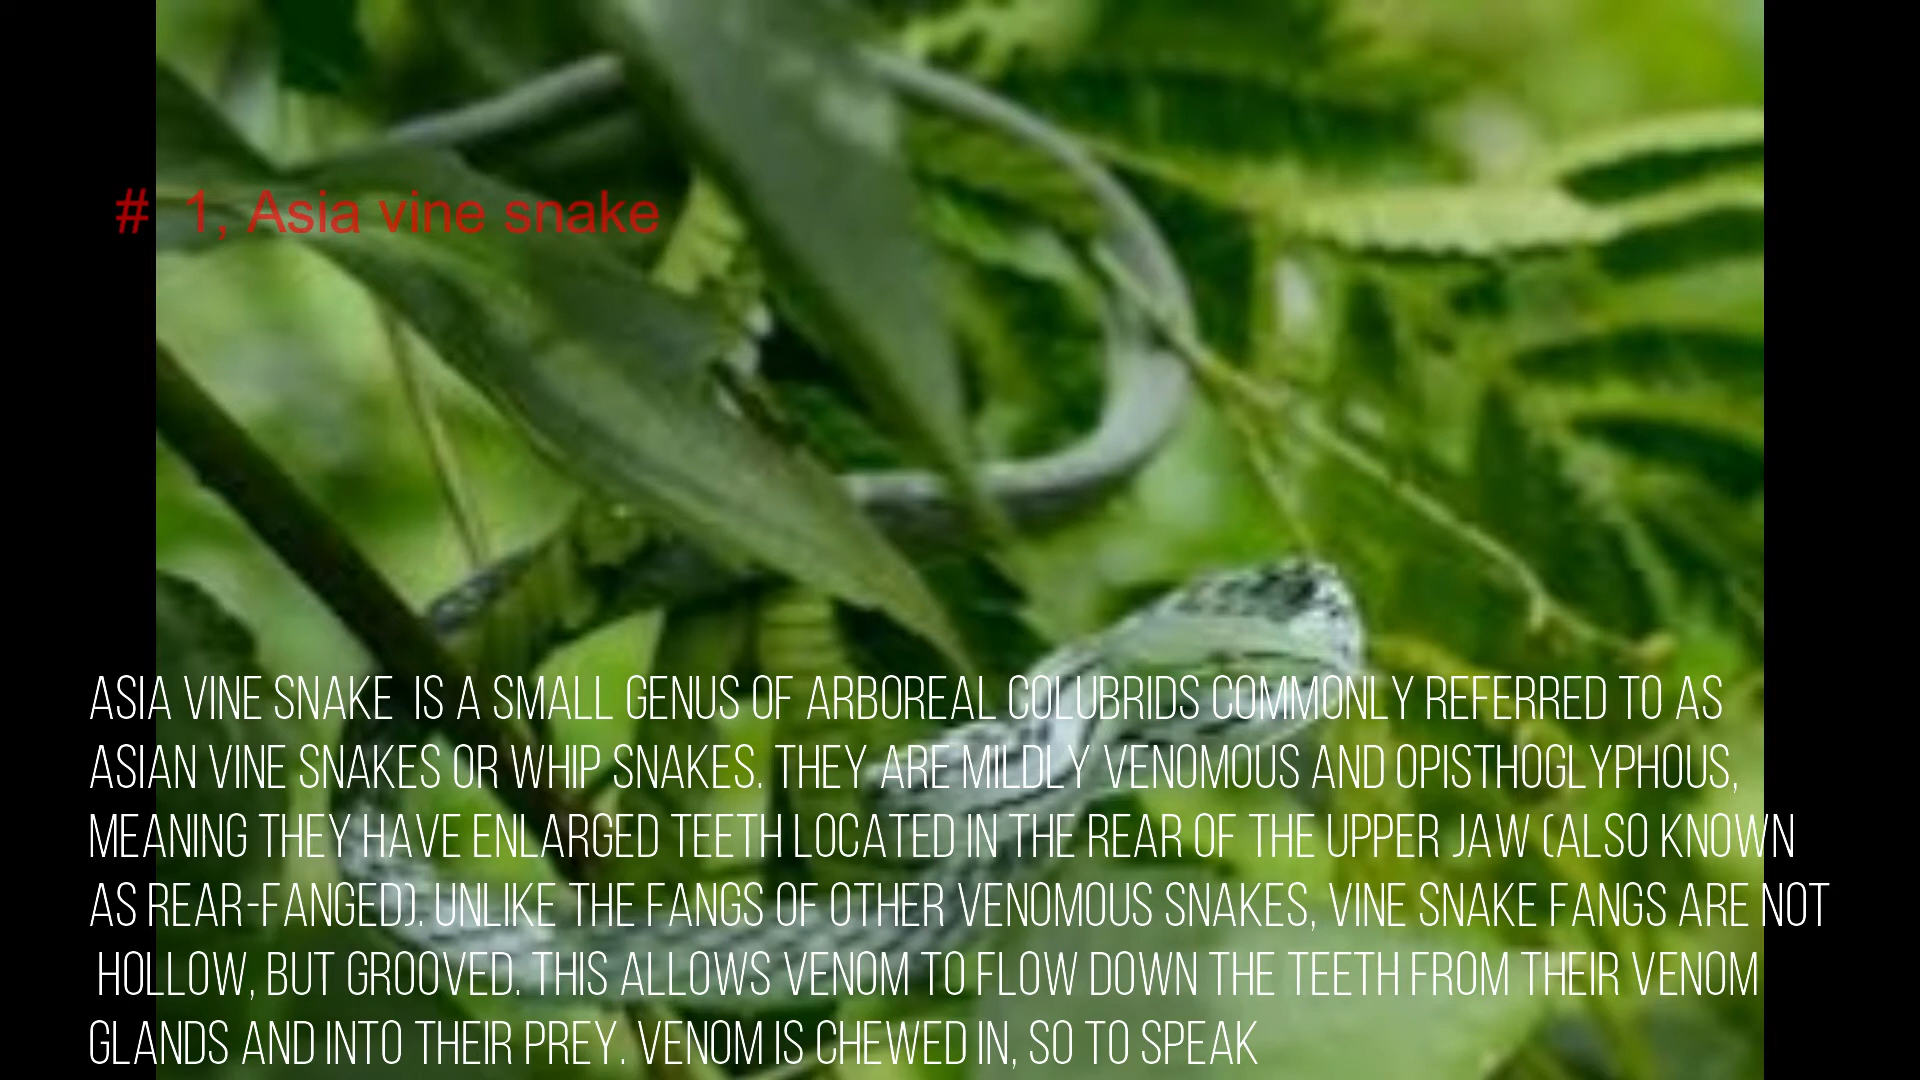 # 1, Asia vine snake
ASIA VINE SNAKE IS A SMALL GENUS OF ARBOREAL COLUBRIDS COMMONLY REFERRED TO AS
ASIAN VINE SNAKES OR WHIP SNAKES. THEY ARE MILDLY VENOMOUS AND OPISTHOGLYPHOUS,
MEANING THEY HAVE ENLARGED TEETH LOCATED IN THE REAR OF THE UPPER JAW (ALSO KNOWN
AS REAR-FANGED). UNLIKE THE FANGS OF OTHER VENOMOUS SNAKES, VINE SNAKE FANGS ARE NOT
HOLLOW, BUT GROOVED. THIS ALLOWS VENOM TO FLOW DOWN THE TEETH FROM THEIR VENOM
GLANDS AND INTO THEIR PREY. VENOM IS CHEWED IN, SO TO SPEAK